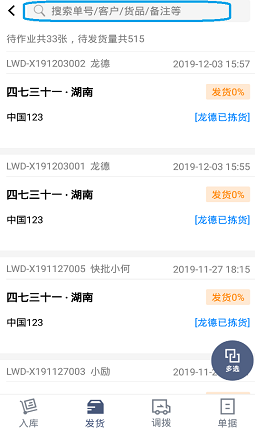 搜索单号/客户/货品/备注等
待作业共33张，待发货量共515
LWD-X191203002 龙德 2019-12-03 15:57
四七三十一 · 湖南 发货0%
中国123 [龙德已拣货]
LWD-X191203001 龙德 2019-12-03 15:55
四七三十一 · 湖南 发货0%
中国123 [龙德已拣货]
LWD-X191127005 快批小何 2019-11-27 18:15
四七三十一 · 湖南 发货0%
中国123 [龙德已拣货]
多选
LWD-X191127003 小励 2019-11-27
入库 发货 调拨 单据